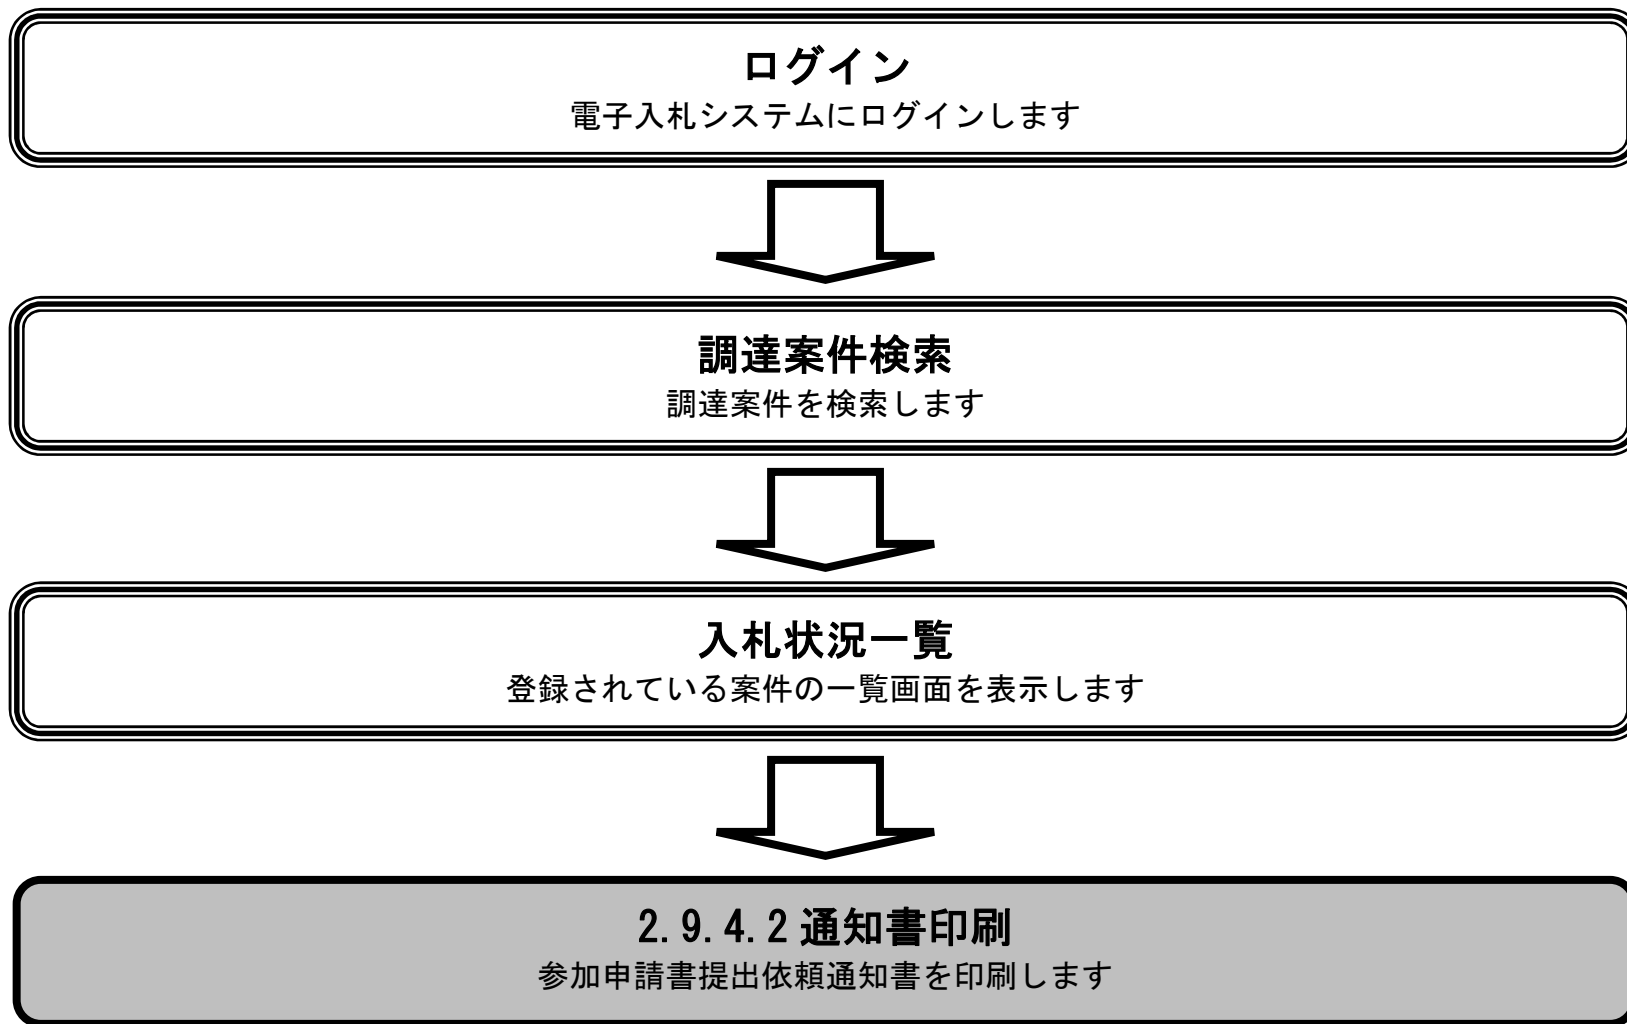 ログイン
電子入札システムにログインします
調達案件検索
調達案件を検索します
入札状況一覧
登録されている案件の一覧画面を表示します
2.9.4.2 通知書印刷
参加申請書提出依頼通知書を印刷します